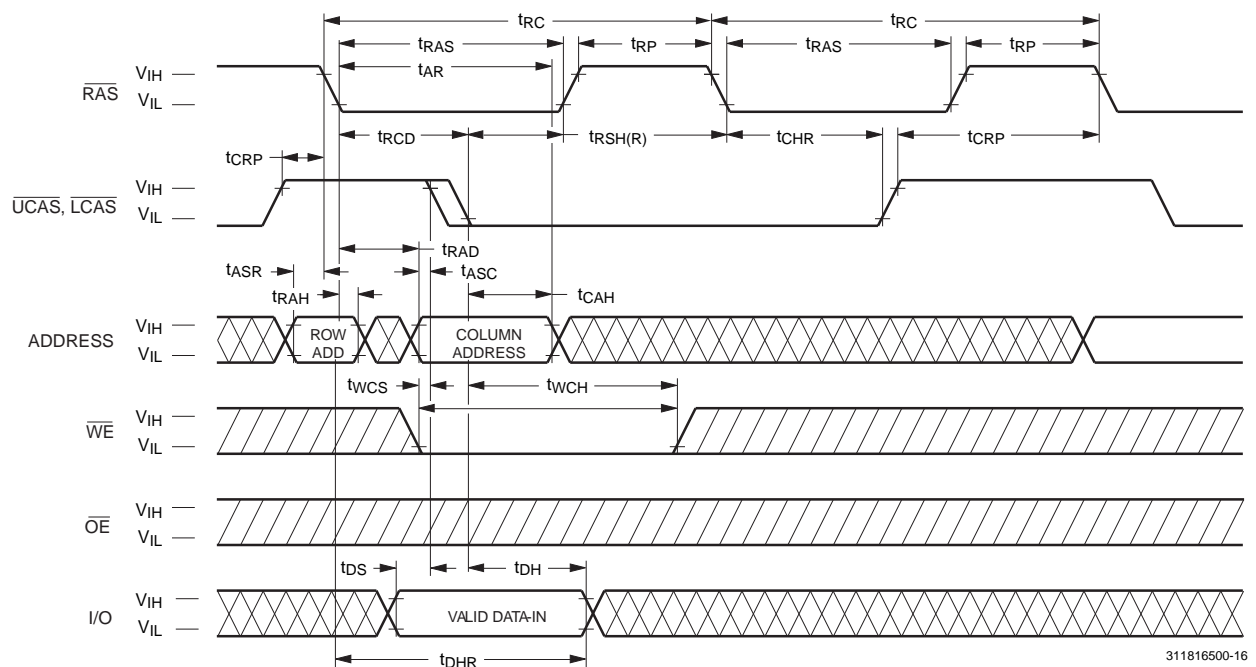 tRC tRC
tRAS tRP tRAS tRP
tAR
VIH
RAS
VIL
tRCD tRSH(R) tCHR tCRP
tCRP
VIH
UCAS, LCAS
VIL
tRAD
tASR tASC
tRAH tCAH
VIH
ADDRESS ROW ADD COLUMN ADDRESS
VIL
tWCS tWCH
VIH
WE
VIL
VIH
OE
VIL
tDS tDH
VIH
I/O VALID DATA-IN
VIL
tDHR
311816500-16